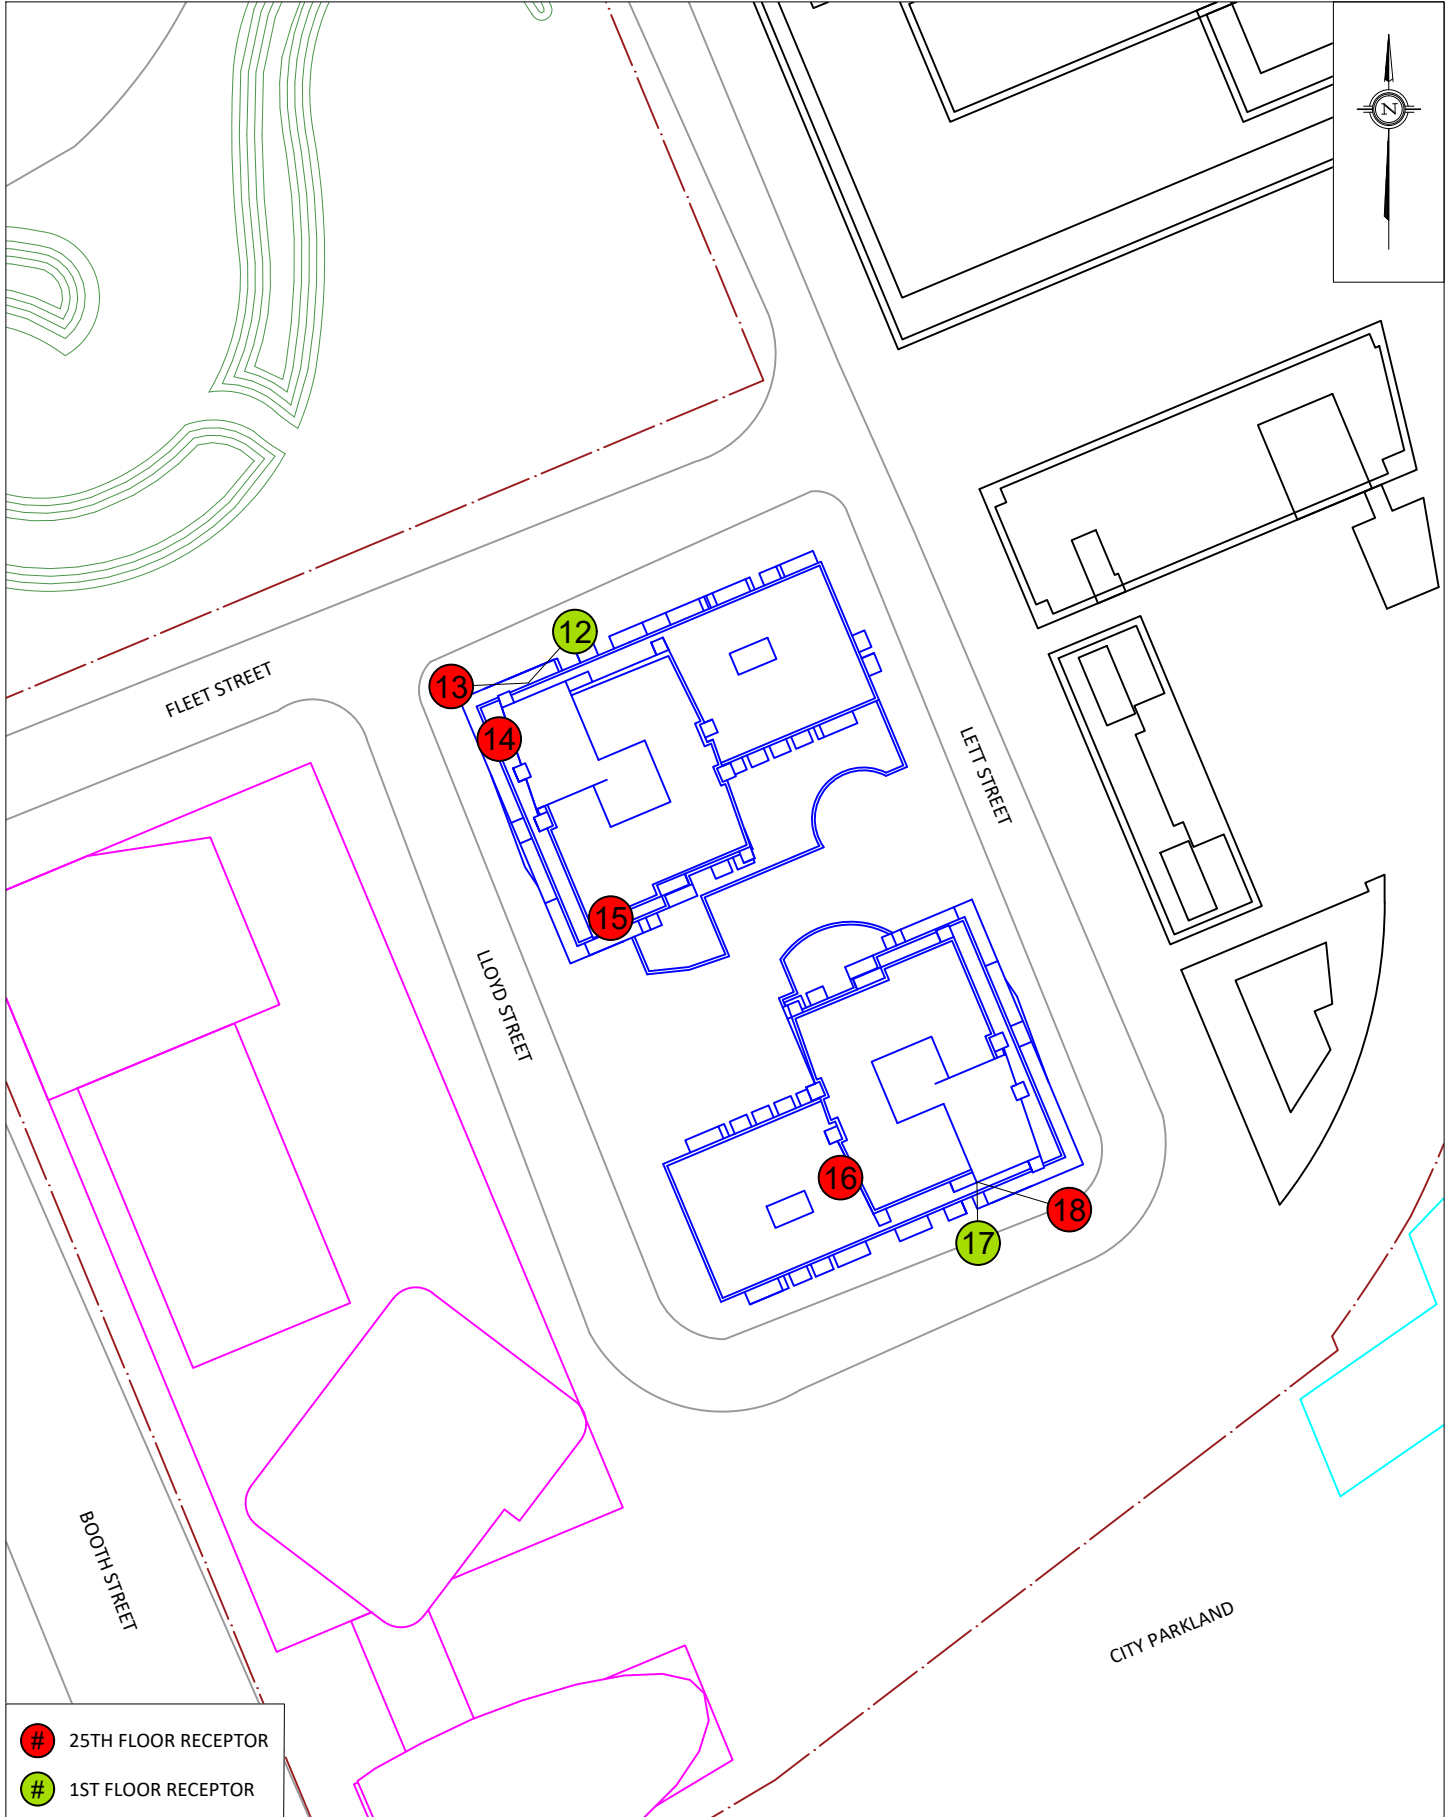 N
12
13
14
FLEET STREET
LETT STREET
15
LLOYD STREET
16
18
17
BOOTH STREET
CITY PARKLAND
# 25TH FLOOR RECEPTOR
# 1ST FLOOR RECEPTOR